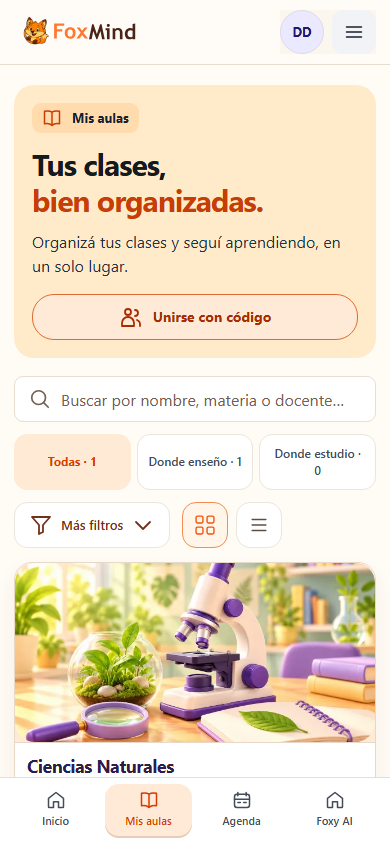 FoxMind
DD
Mis aulas
Tus clases,
bien organizadas.
Organizá tus clases y seguí aprendiendo, en
un solo lugar.
Unirse con código
Buscar por nombre, materia o docente...
Todas · 1
Donde enseño · 1
Donde estudio ·
0
Más filtros
Ciencias Naturales
Inicio
Mis aulas
Agenda
Foxy AI